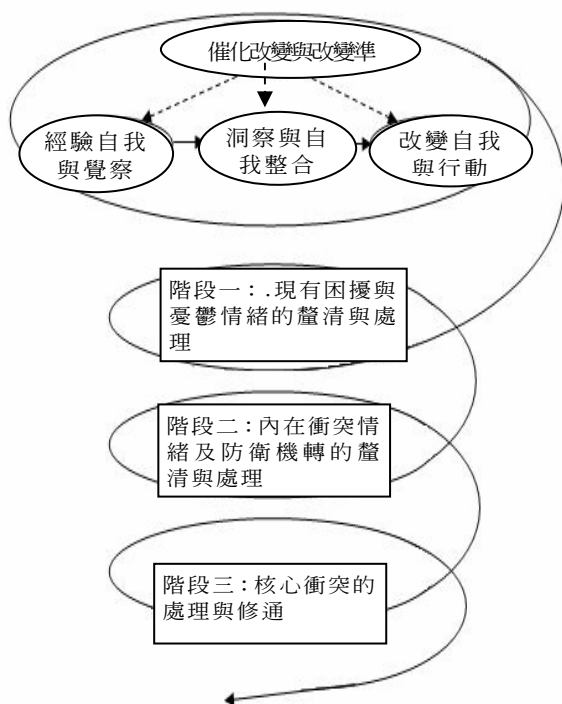 催化改變與改變準
經驗自我
與覺察
洞察與自
我整合
改變自我
與行動
階段一：.現有困擾與
憂鬱情緒的釐清與處
理
階段二：內在衝突情
緒及防衛機轉的釐
清與處理
階段三：核心衝突的
處理與修通